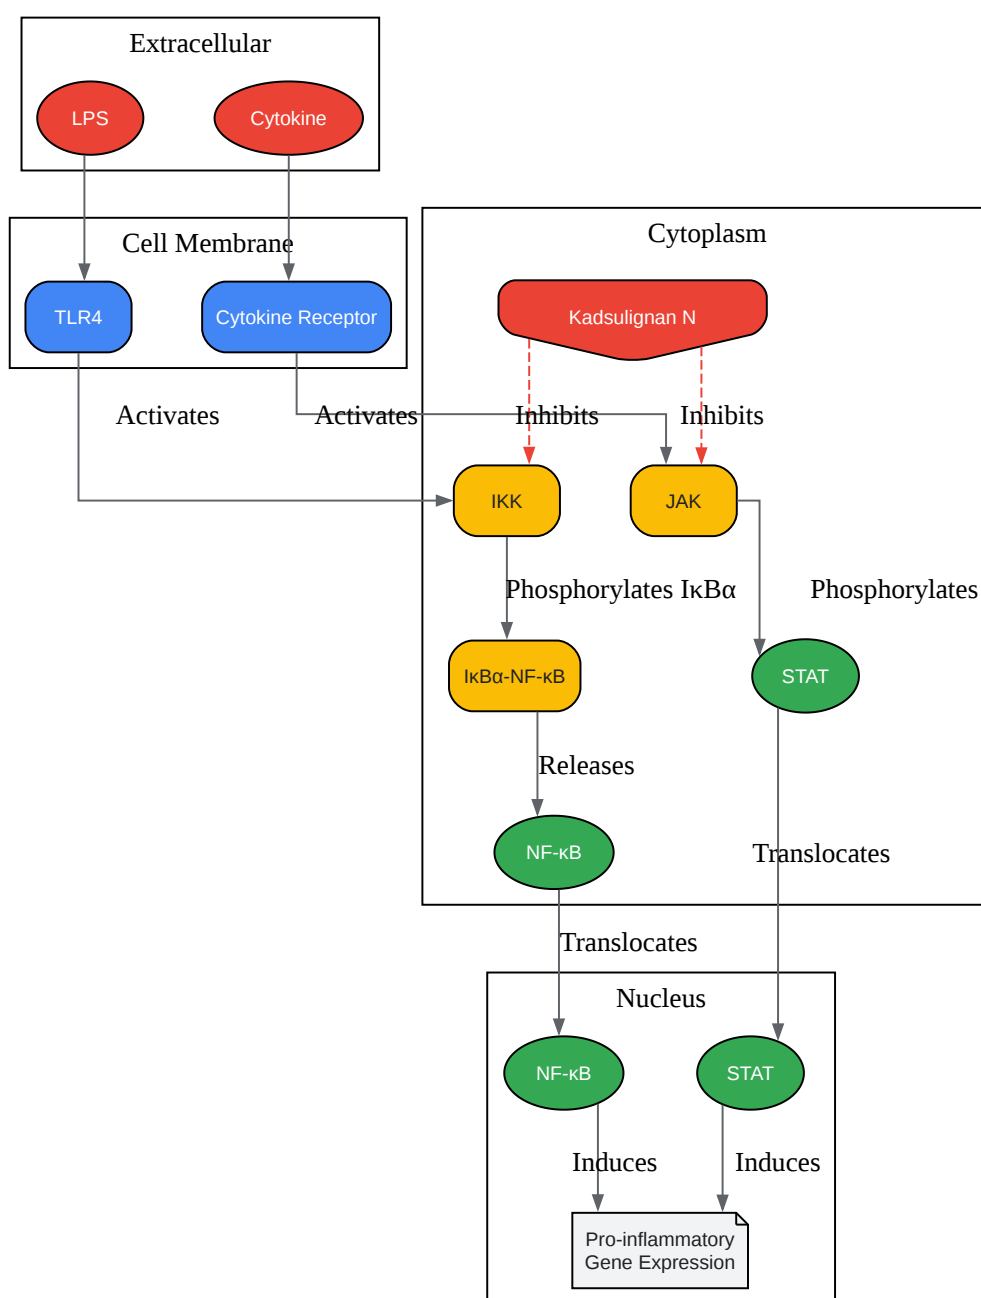 Extracellular
LPS
Cytokine
Cell Membrane
TLR4
Cytokine Receptor
Cytoplasm
Kadsulignan N
Activates
Activates
Inhibits
Inhibits
IKK
JAK
Phosphorylates IκBα
Phosphorylates
IκBα-NF-κB
STAT
Releases
NF-κB
Translocates
Translocates
Nucleus
NF-κB
STAT
Induces
Induces
Pro-inflammatory
Gene Expression